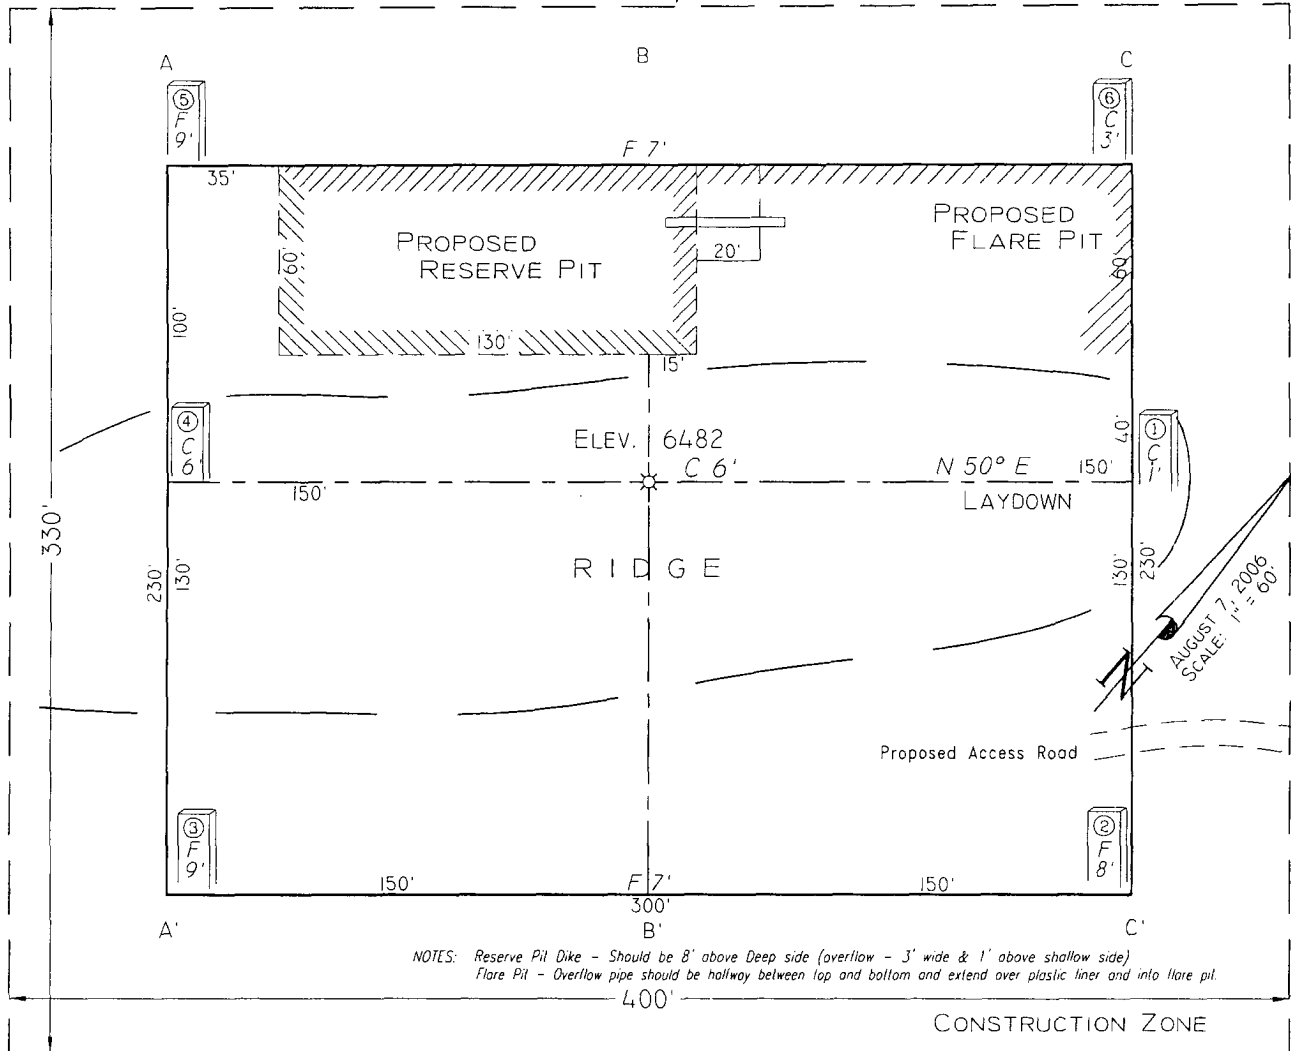 A
B
C
5
F
9'
6
C
3'
F 7'
35'
PROPOSED
RESERVE PIT
PROPOSED
FLARE PIT
60'
20'
60'
100'
130'
15'
4
C
6'
ELEV. 6482
C 6'
N 50° E
150'
40'
1
C
1'
150'
LAYDOWN
330'
RIDGE
230'
130'
130'
230'
AUGUST 7, 2006
SCALE: 1" = 60'
N
Proposed Access Road
3
F
9'
2
F
8'
150'
F 7'
150'
300'
A'
B'
C'
NOTES: Reserve Pit Dike - Should be 8' above Deep side (overflow - 3' wide & 1' above shallow side)
Flare Pit - Overflow pipe should be halfway between top and bottom and extend over plastic liner and into flare pit.
400'
CONSTRUCTION ZONE